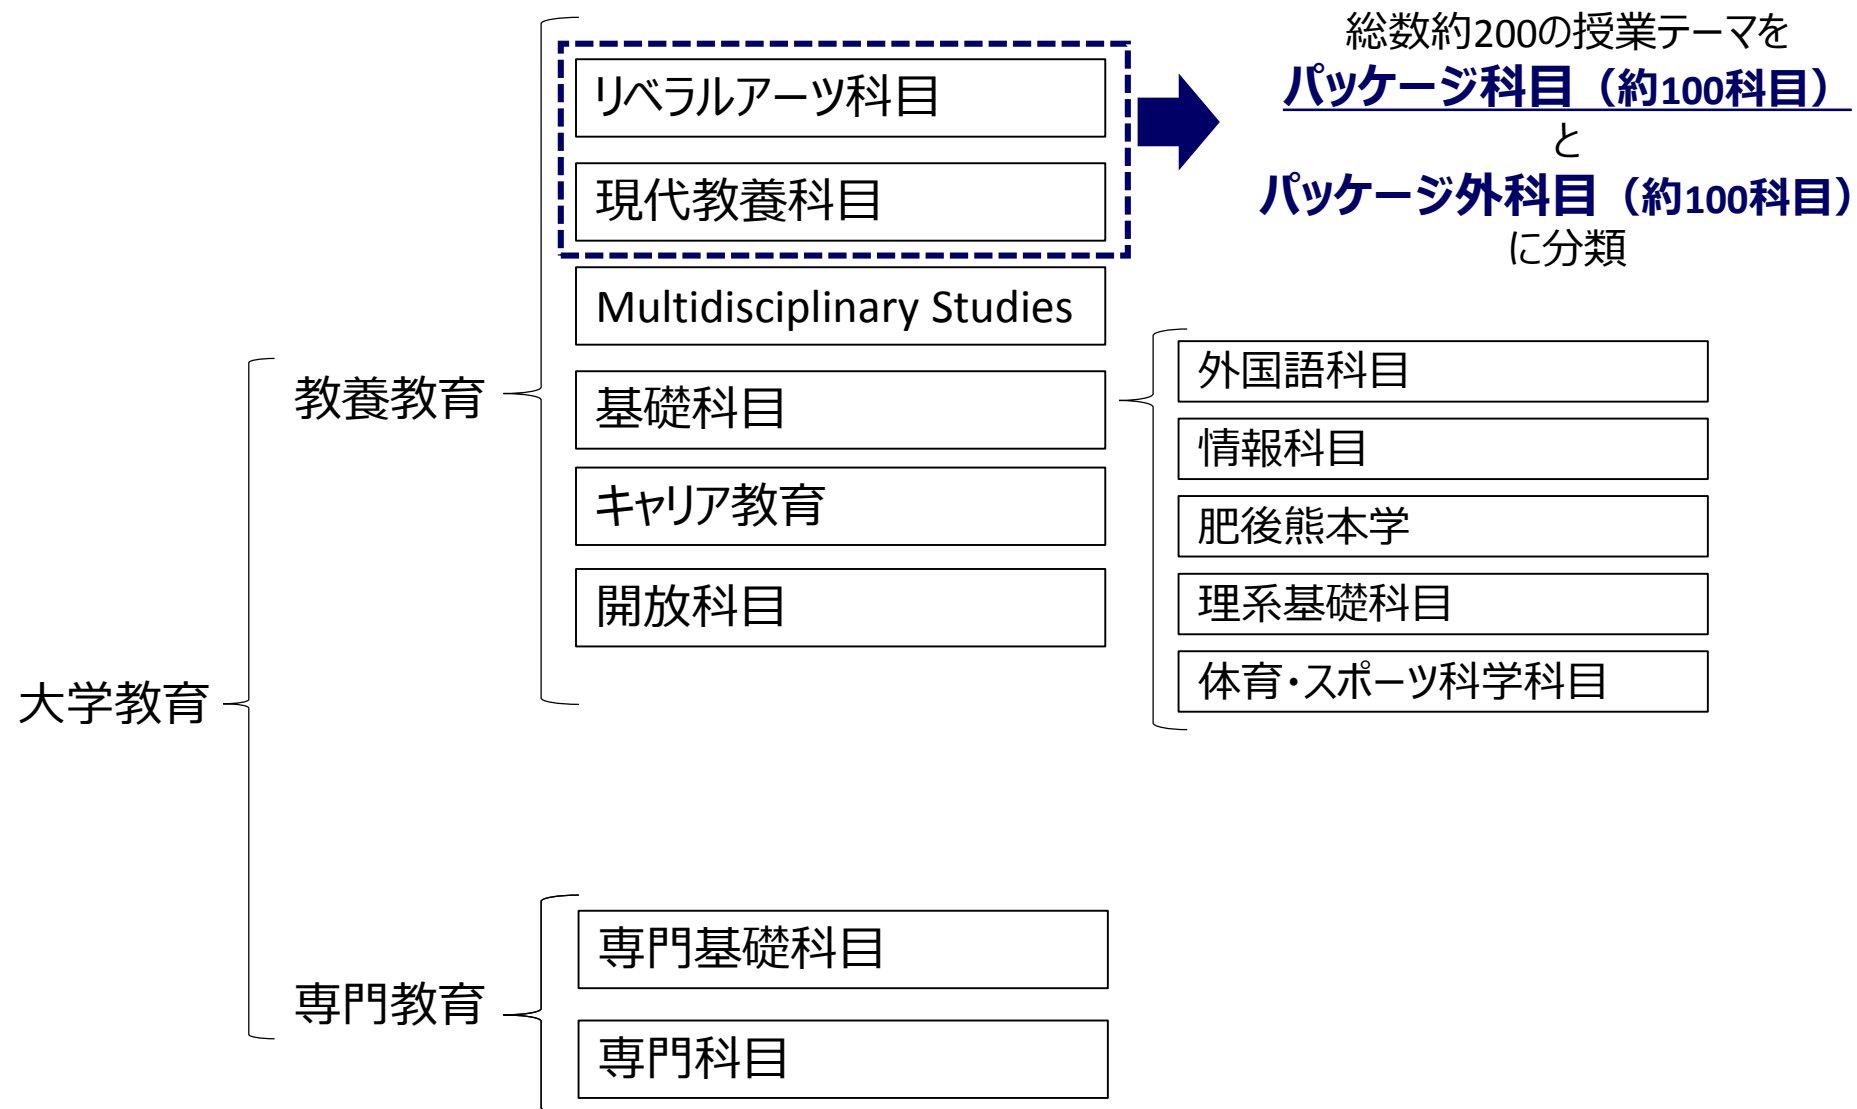 総数約200の授業テーマを
パッケージ科目（約100科目）
と
パッケージ外科目（約100科目）
に分類
リベラルアーツ科目
現代教養科目
Multidisciplinary Studies
基礎科目
キャリア教育
開放科目
教養教育
外国語科目
情報科目
肥後熊本学
理系基礎科目
体育・スポーツ科学科目
大学教育
専門教育
専門基礎科目
専門科目